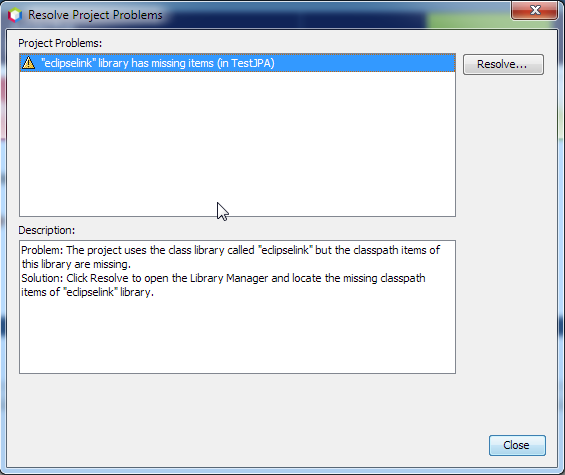 Resolve Project Problems
Project Problems:
"eclipselink" library has missing items (in TestJPA)
Resolve...
Description:
Problem: The project uses the class library called "eclipselink" but the classpath items of
this library are missing.
Solution: Click Resolve to open the Library Manager and locate the missing classpath
items of "eclipselink" library.
Close